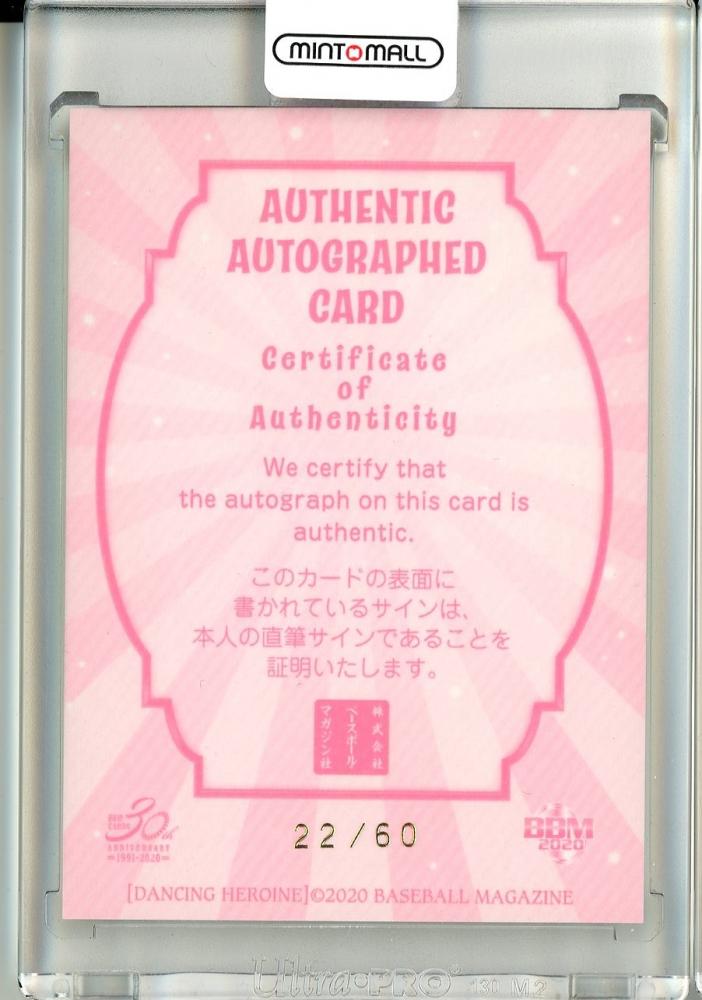 MINTOMALL
AUTHENTIC
AUTOGRAPHED
CARD
Certificate
of
Authenticity
We certify that
the autograph on this card is
authentic.
このカードの表面に
書かれているサインは、
本人の直筆サインであることを
証明いたします。
株式会社
ベースボール
マガジン社
BBM
CARDS
30th
ANNIVERSARY
1991-2020
22/60
BBM
2020
[DANCING HEROINE]©2020 BASEBALL MAGAZINE
Ultra•PRO® 130 M2